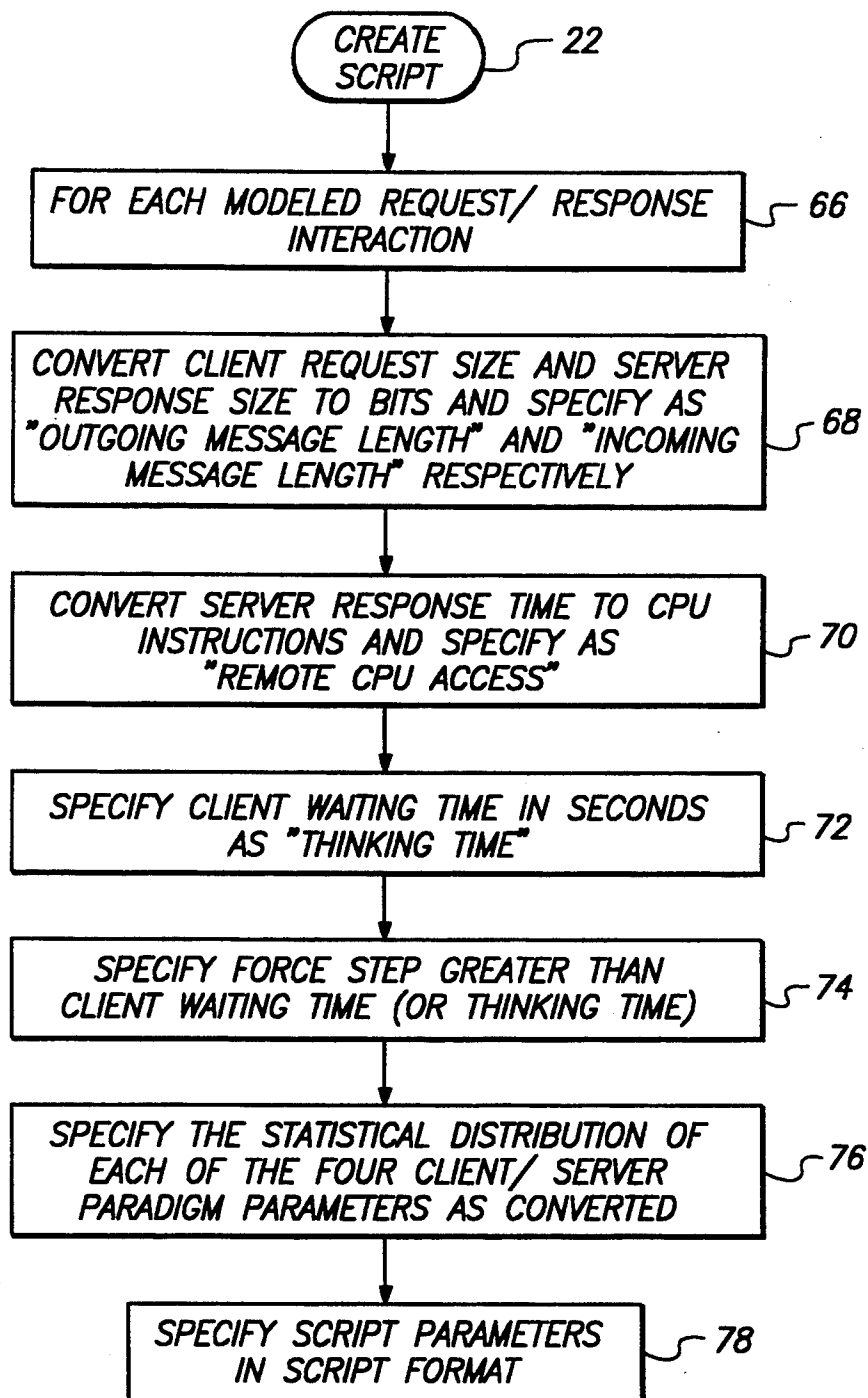 CREATE
SCRIPT
22
FOR EACH MODELED REQUEST/ RESPONSE
INTERACTION
66
CONVERT CLIENT REQUEST SIZE AND SERVER
RESPONSE SIZE TO BITS AND SPECIFY AS
"OUTGOING MESSAGE LENGTH" AND "INCOMING
MESSAGE LENGTH" RESPECTIVELY
68
CONVERT SERVER RESPONSE TIME TO CPU
INSTRUCTIONS AND SPECIFY AS
"REMOTE CPU ACCESS"
70
SPECIFY CLIENT WAITING TIME IN SECONDS
AS "THINKING TIME"
72
SPECIFY FORCE STEP GREATER THAN
CLIENT WAITING TIME (OR THINKING TIME)
74
SPECIFY THE STATISTICAL DISTRIBUTION OF
EACH OF THE FOUR CLIENT/ SERVER
PARADIGM PARAMETERS AS CONVERTED
76
SPECIFY SCRIPT PARAMETERS
IN SCRIPT FORMAT
78